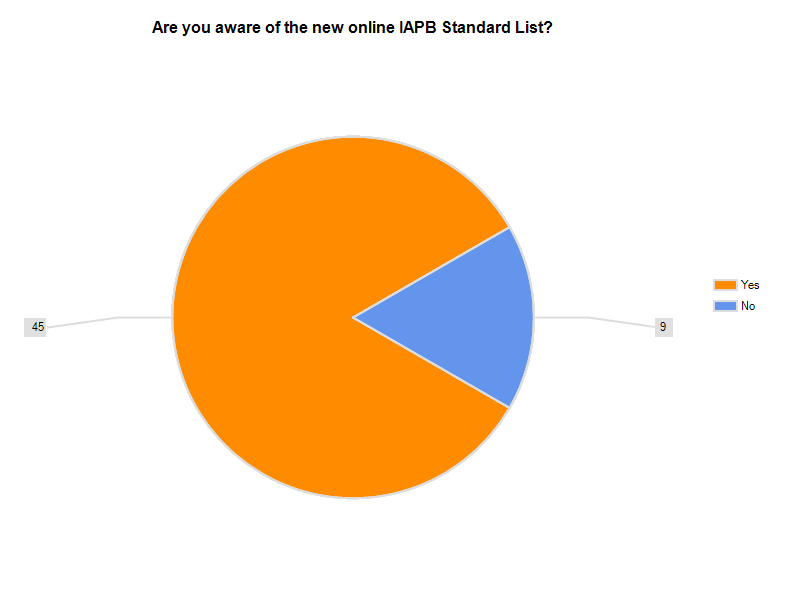 Are you aware of the new online IAPB Standard List?
Yes
No
45
9